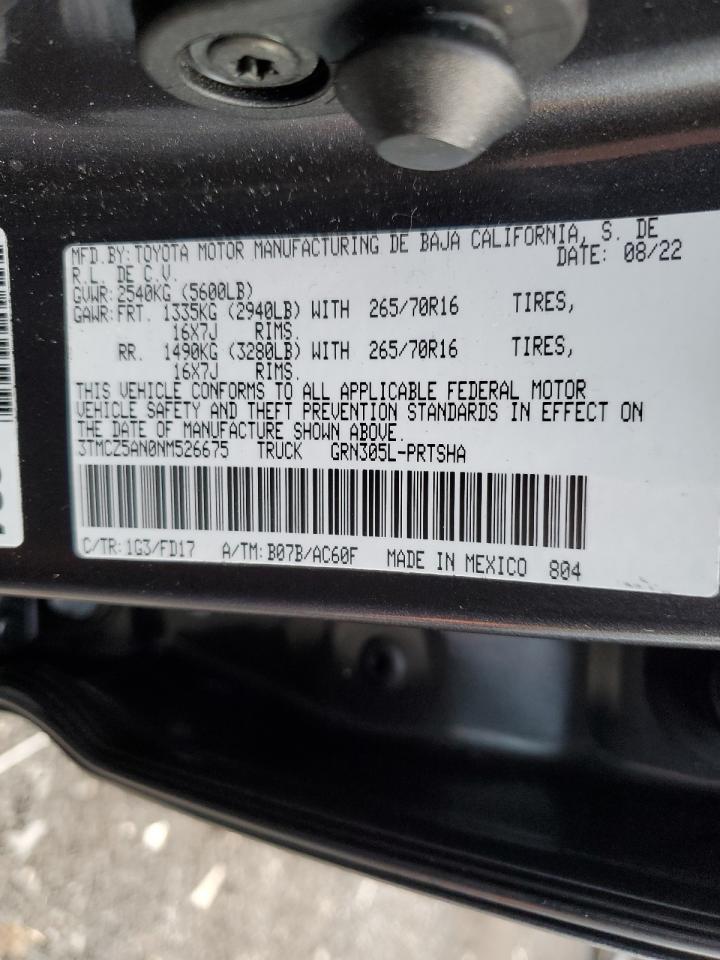 MFD. BY: TOYOTA MOTOR MANUFACTURING DE BAJA CALIFORNIA, S. DE
R.L. DE C.V. DATE: 08/22
GVWR: 2540KG (5600LB)
GAWR: FRT. 1335KG (2940LB) WITH 265/70R16 TIRES,
16X7J RIMS.
RR. 1490KG (3280LB) WITH 265/70R16 TIRES,
16X7J RIMS.
THIS VEHICLE CONFORMS TO ALL APPLICABLE FEDERAL MOTOR
VEHICLE SAFETY AND THEFT PREVENTION STANDARDS IN EFFECT ON
THE DATE OF MANUFACTURE SHOWN ABOVE.
3TMCZ5AN0NM526675 TRUCK GRN305L-PRTSHA
C/TR: 1G3/FD17 A/TM: B07B/AC60F MADE IN MEXICO 804